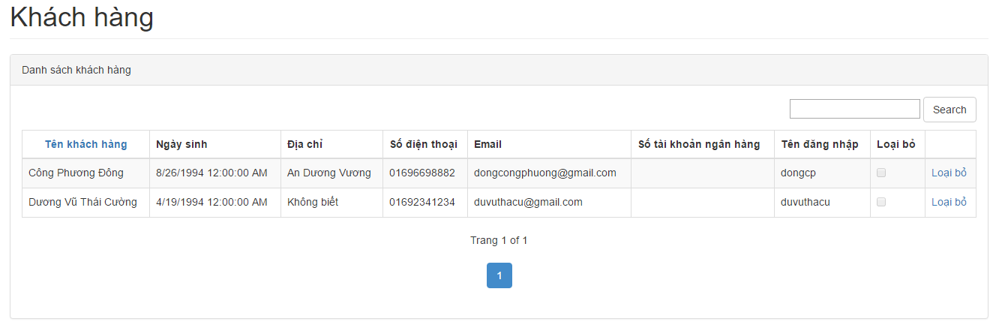 Khách hàng
Danh sách khách hàng
Search
Tên khách hàng Ngày sinh Địa chỉ Số điện thoại Email Số tài khoản ngân hàng Tên đăng nhập Loại bỏ
Công Phương Đông 8/26/1994 12:00:00 AM An Dương Vương 01696698882 dongcongphuong@gmail.com dongcp Loại bỏ
Dương Vũ Thái Cường 4/19/1994 12:00:00 AM Không biết 01692341234 duvuthacu@gmail.com duvuthacu Loại bỏ
Trang 1 of 1
1